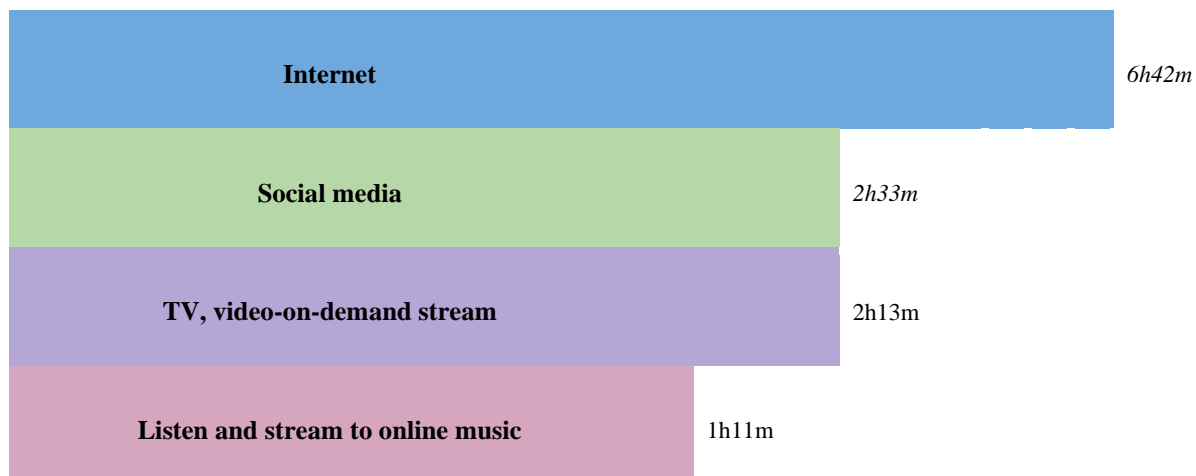 Internet
6h42m
Social media
2h33m
TV, video-on-demand stream
2h13m
Listen and stream to online music
1h11m